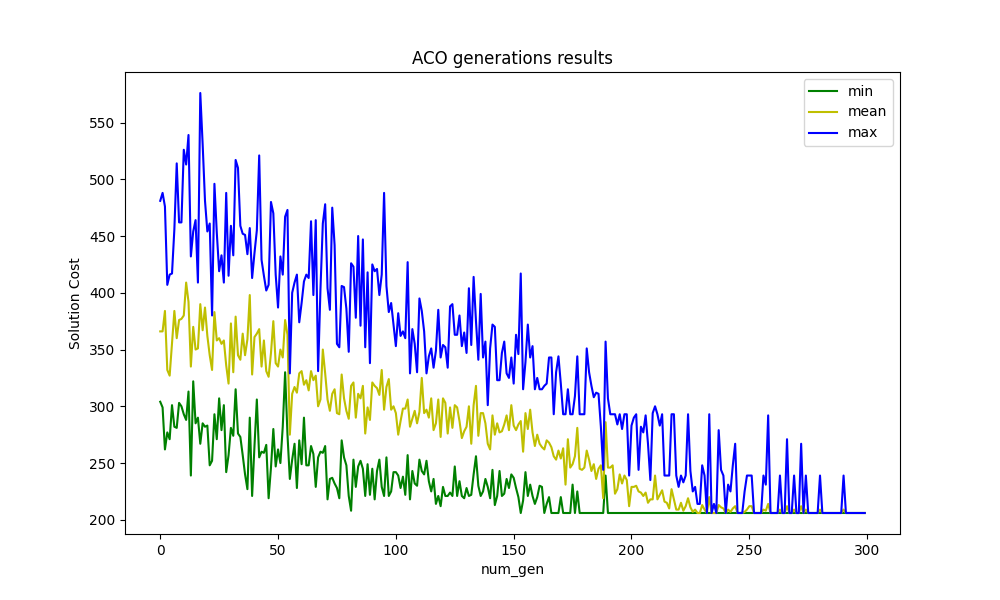 ACO generations results
min
mean
max
Solution Cost
550
500
450
400
350
300
250
200
0 50 100 150 200 250 300
num_gen